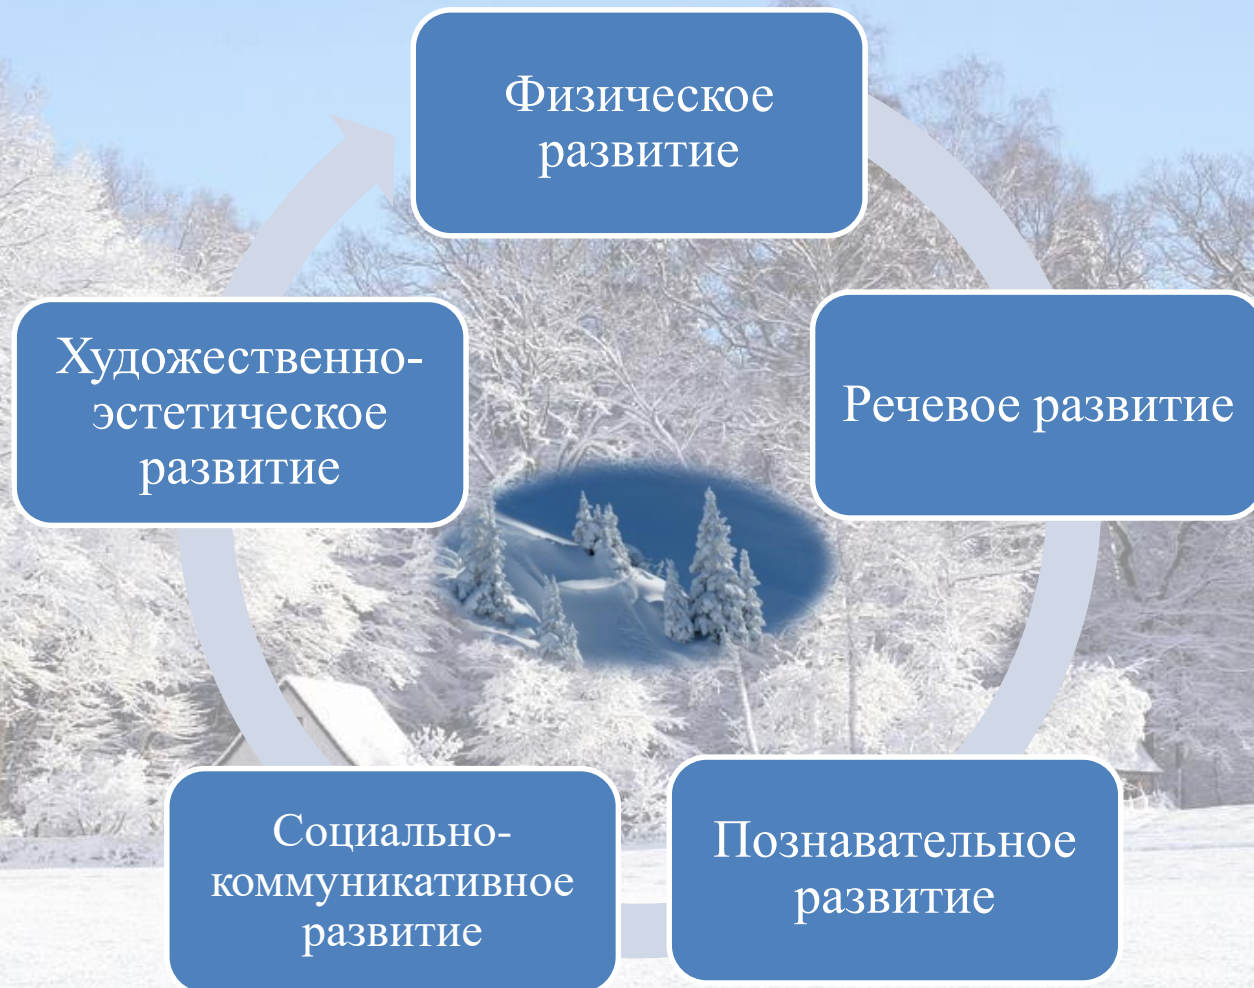 Физическое
развитие
Речевое развитие
Познавательное
развитие
Социально-
коммуникативное
развитие
Художественно-
эстетическое
развитие